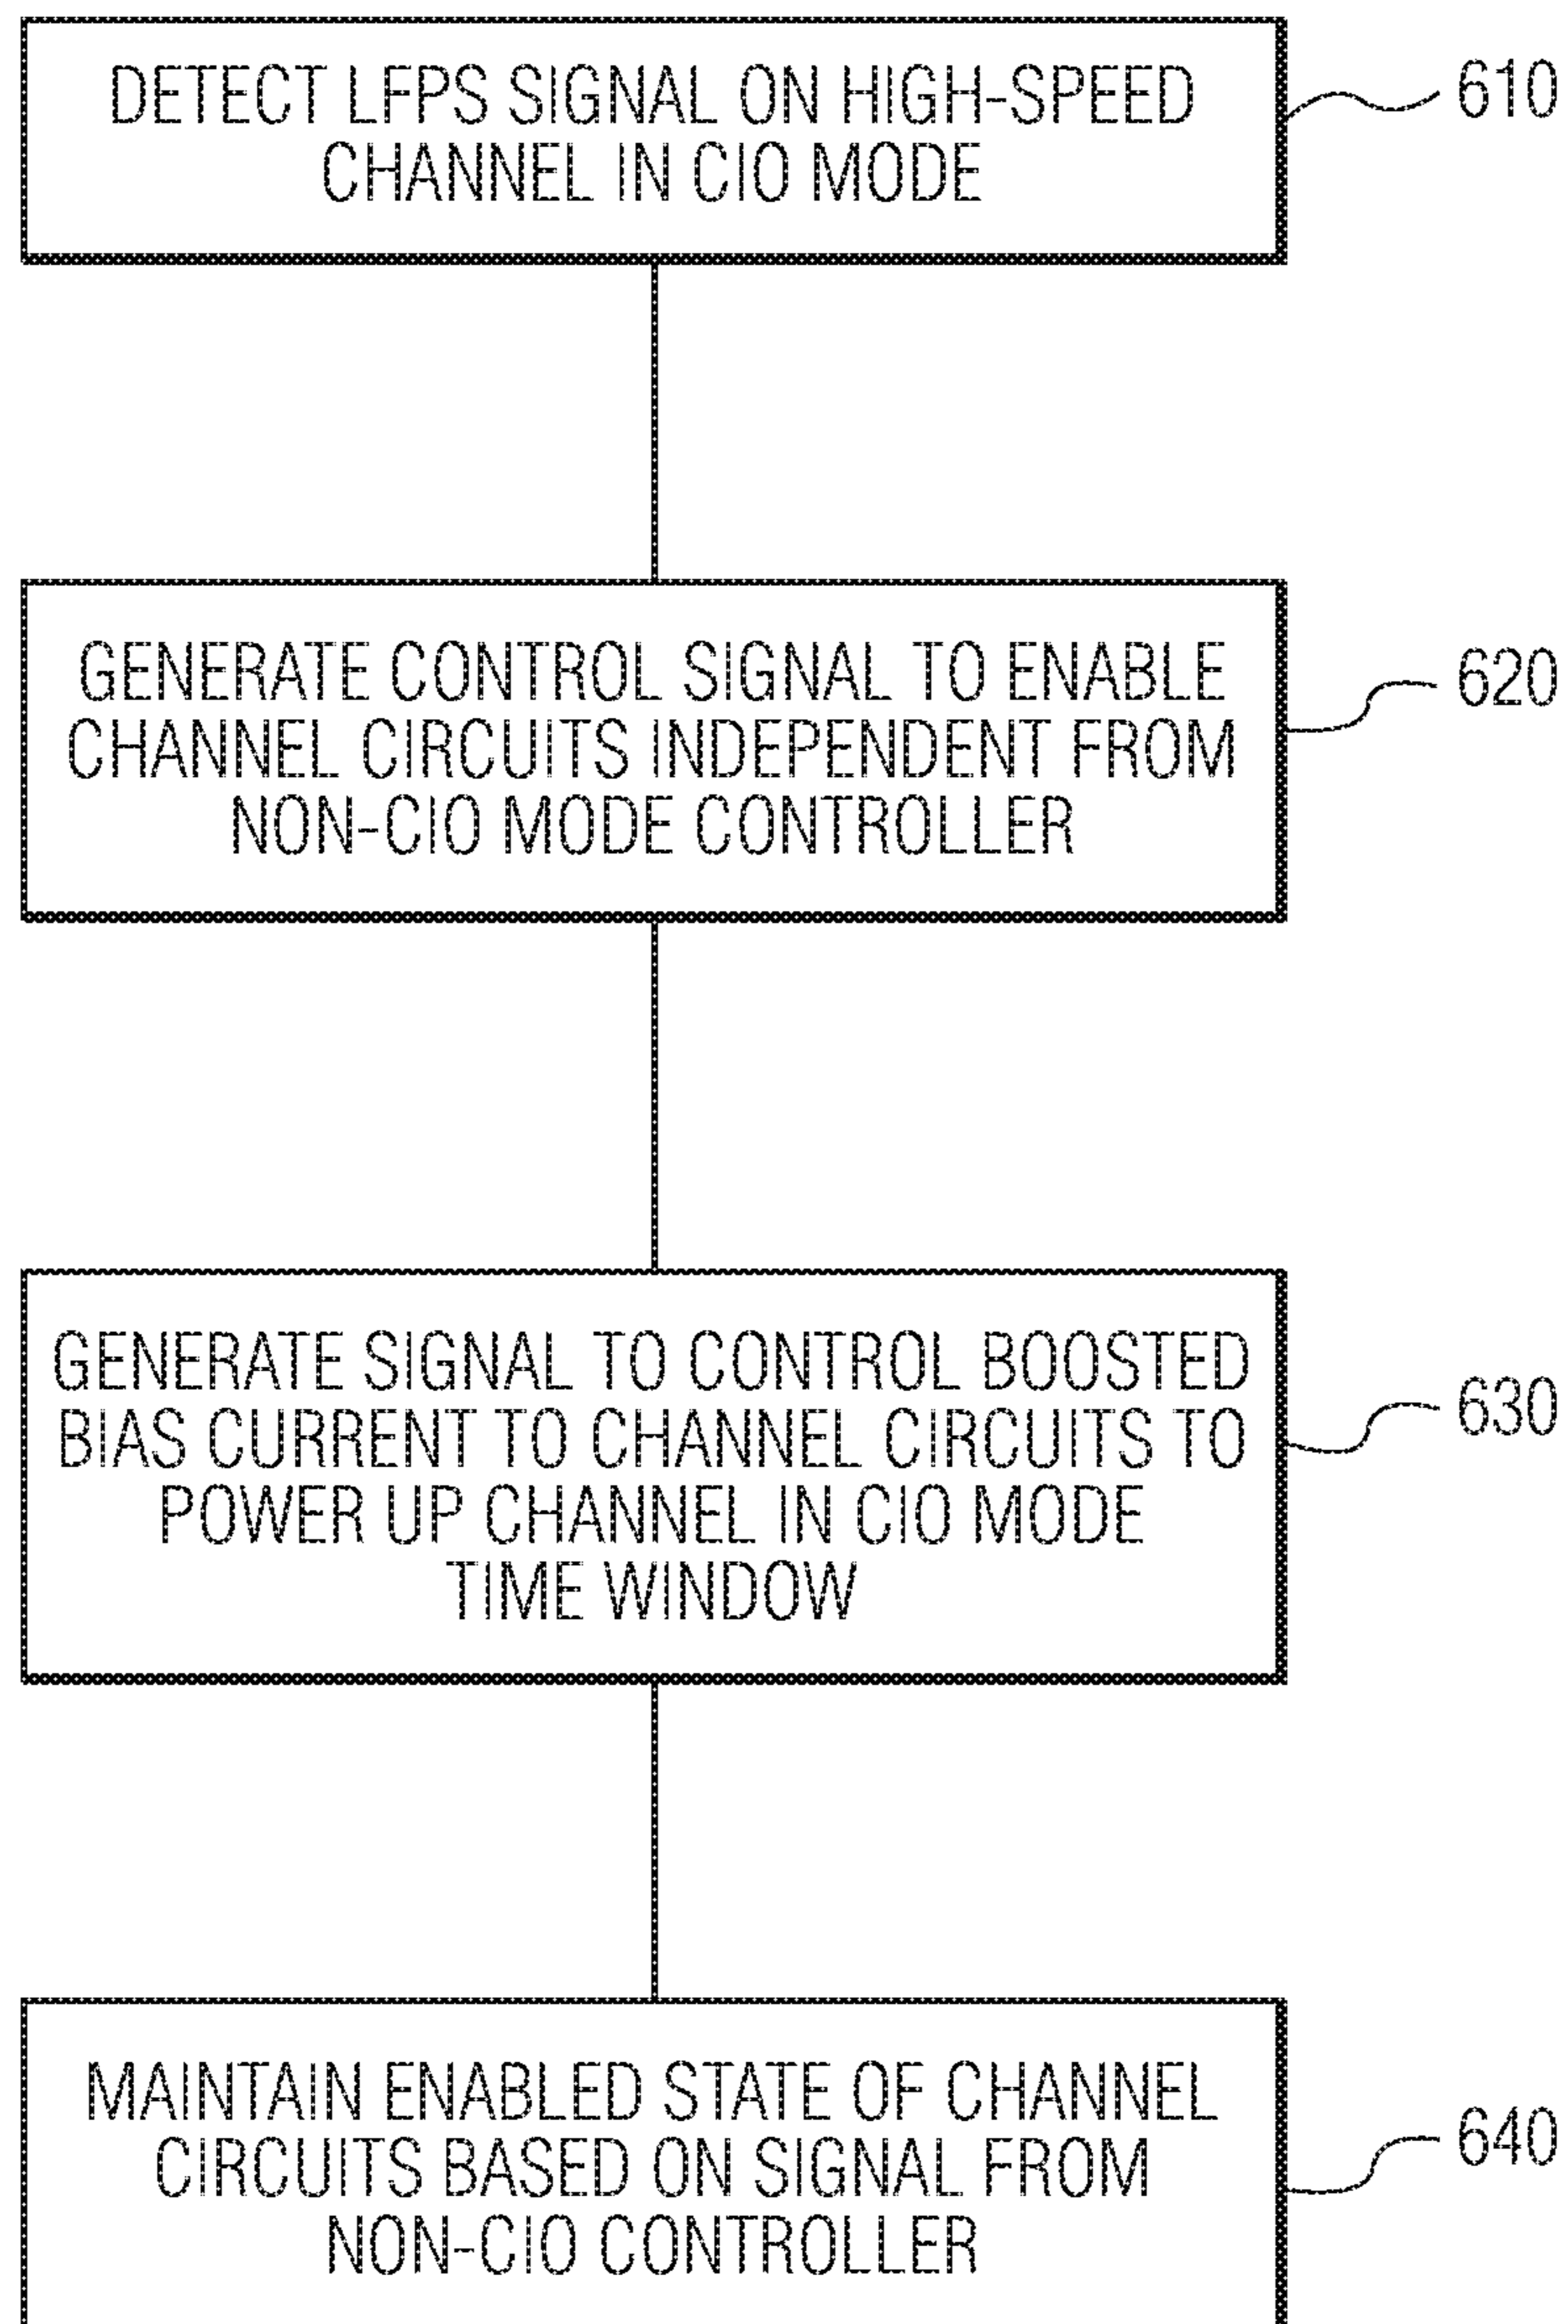 DETECT LFPS SIGNAL ON HIGH-SPEED
CHANNEL IN CIO MODE
610
GENERATE CONTROL SIGNAL TO ENABLE
CHANNEL CIRCUITS INDEPENDENT FROM
NON-CIO MODE CONTROLLER
620
GENERATE SIGNAL TO CONTROL BOOSTED
BIAS CURRENT TO CHANNEL CIRCUITS TO
POWER UP CHANNEL IN CIO MODE
TIME WINDOW
630
MAINTAIN ENABLED STATE OF CHANNEL
CIRCUITS BASED ON SIGNAL FROM
NON-CIO CONTROLLER
640